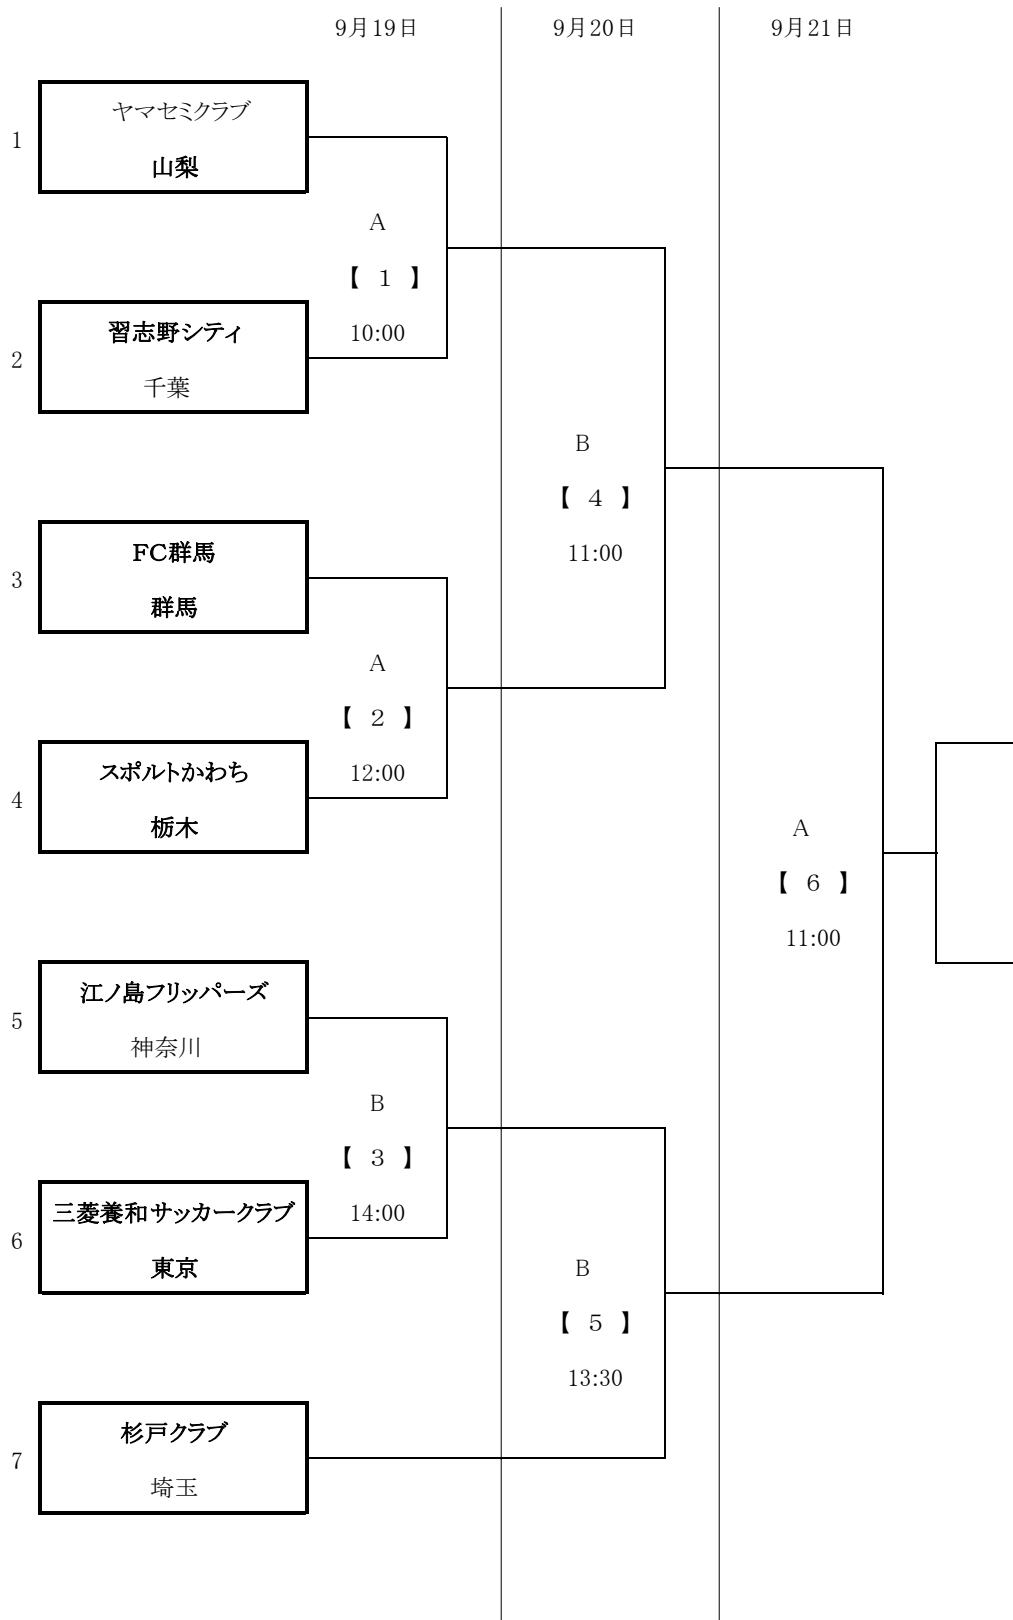 9月19日 9月20日 9月21日
ヤマセミクラブ
1
山梨
A
【 １ 】
習志野シティ
10:00
2
千葉
B
【 ４ 】
FC群馬
11:00
3
群馬
A
【 ２ 】
スポルトかわち
12:00
4
栃木
A
【 ６ 】
11:00
江ノ島フリッパーズ
5
神奈川
B
【 ３ 】
三菱養和サッカークラブ
14:00
6
東京
B
【 ５ 】
13:30
杉戸クラブ
7
埼玉